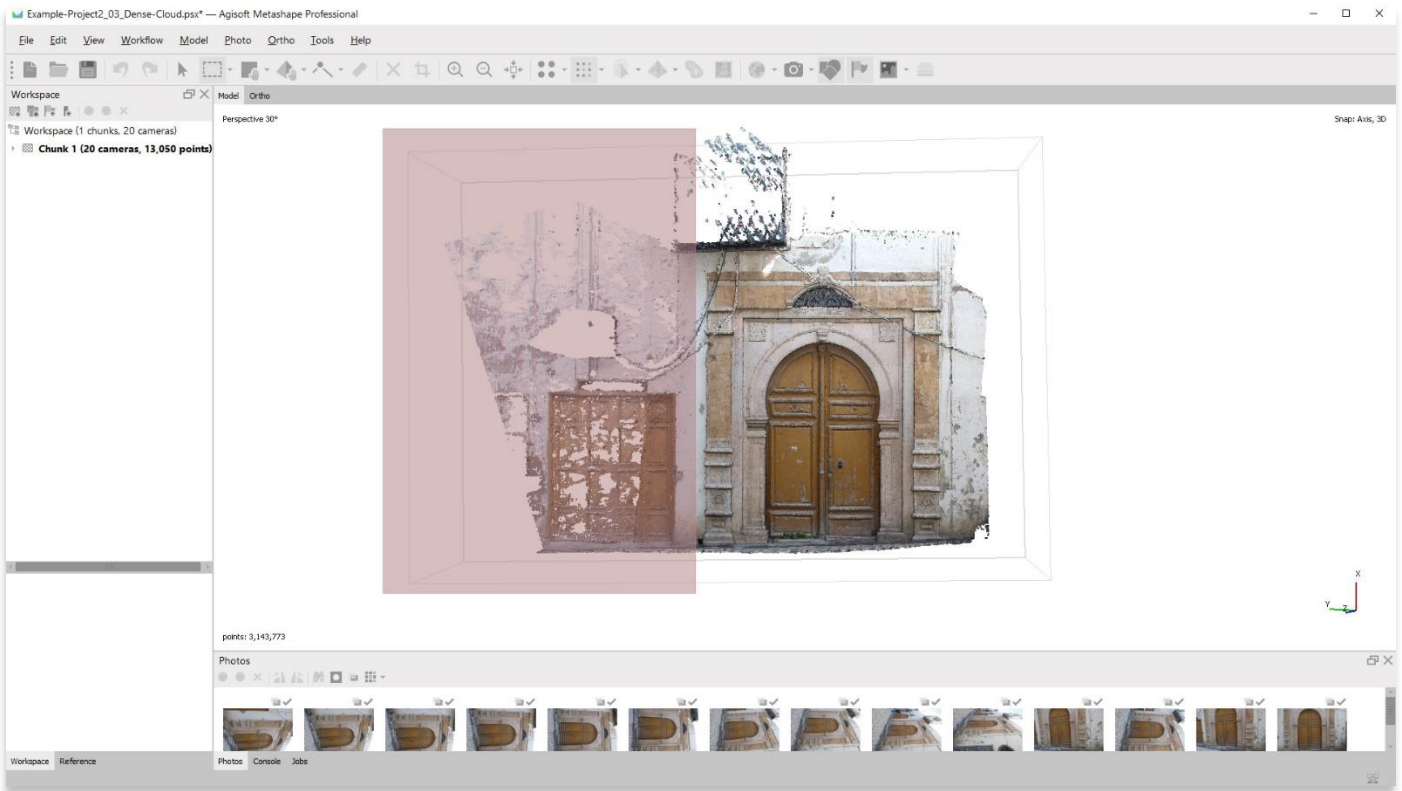 Example-Project2_03_Dense-Cloud.psx* — Agisoft Metashape Professional
File Edit View Workflow Model Photo Ortho Tools Help
Workspace
Model Ortho
Perspective 30°
Snap: Axis, 3D
Workspace (1 chunks, 20 cameras)
Chunk 1 (20 cameras, 13,050 points)
X
Y
Z
points: 3,143,773
Photos
Workspace Reference
Photos Console Jobs